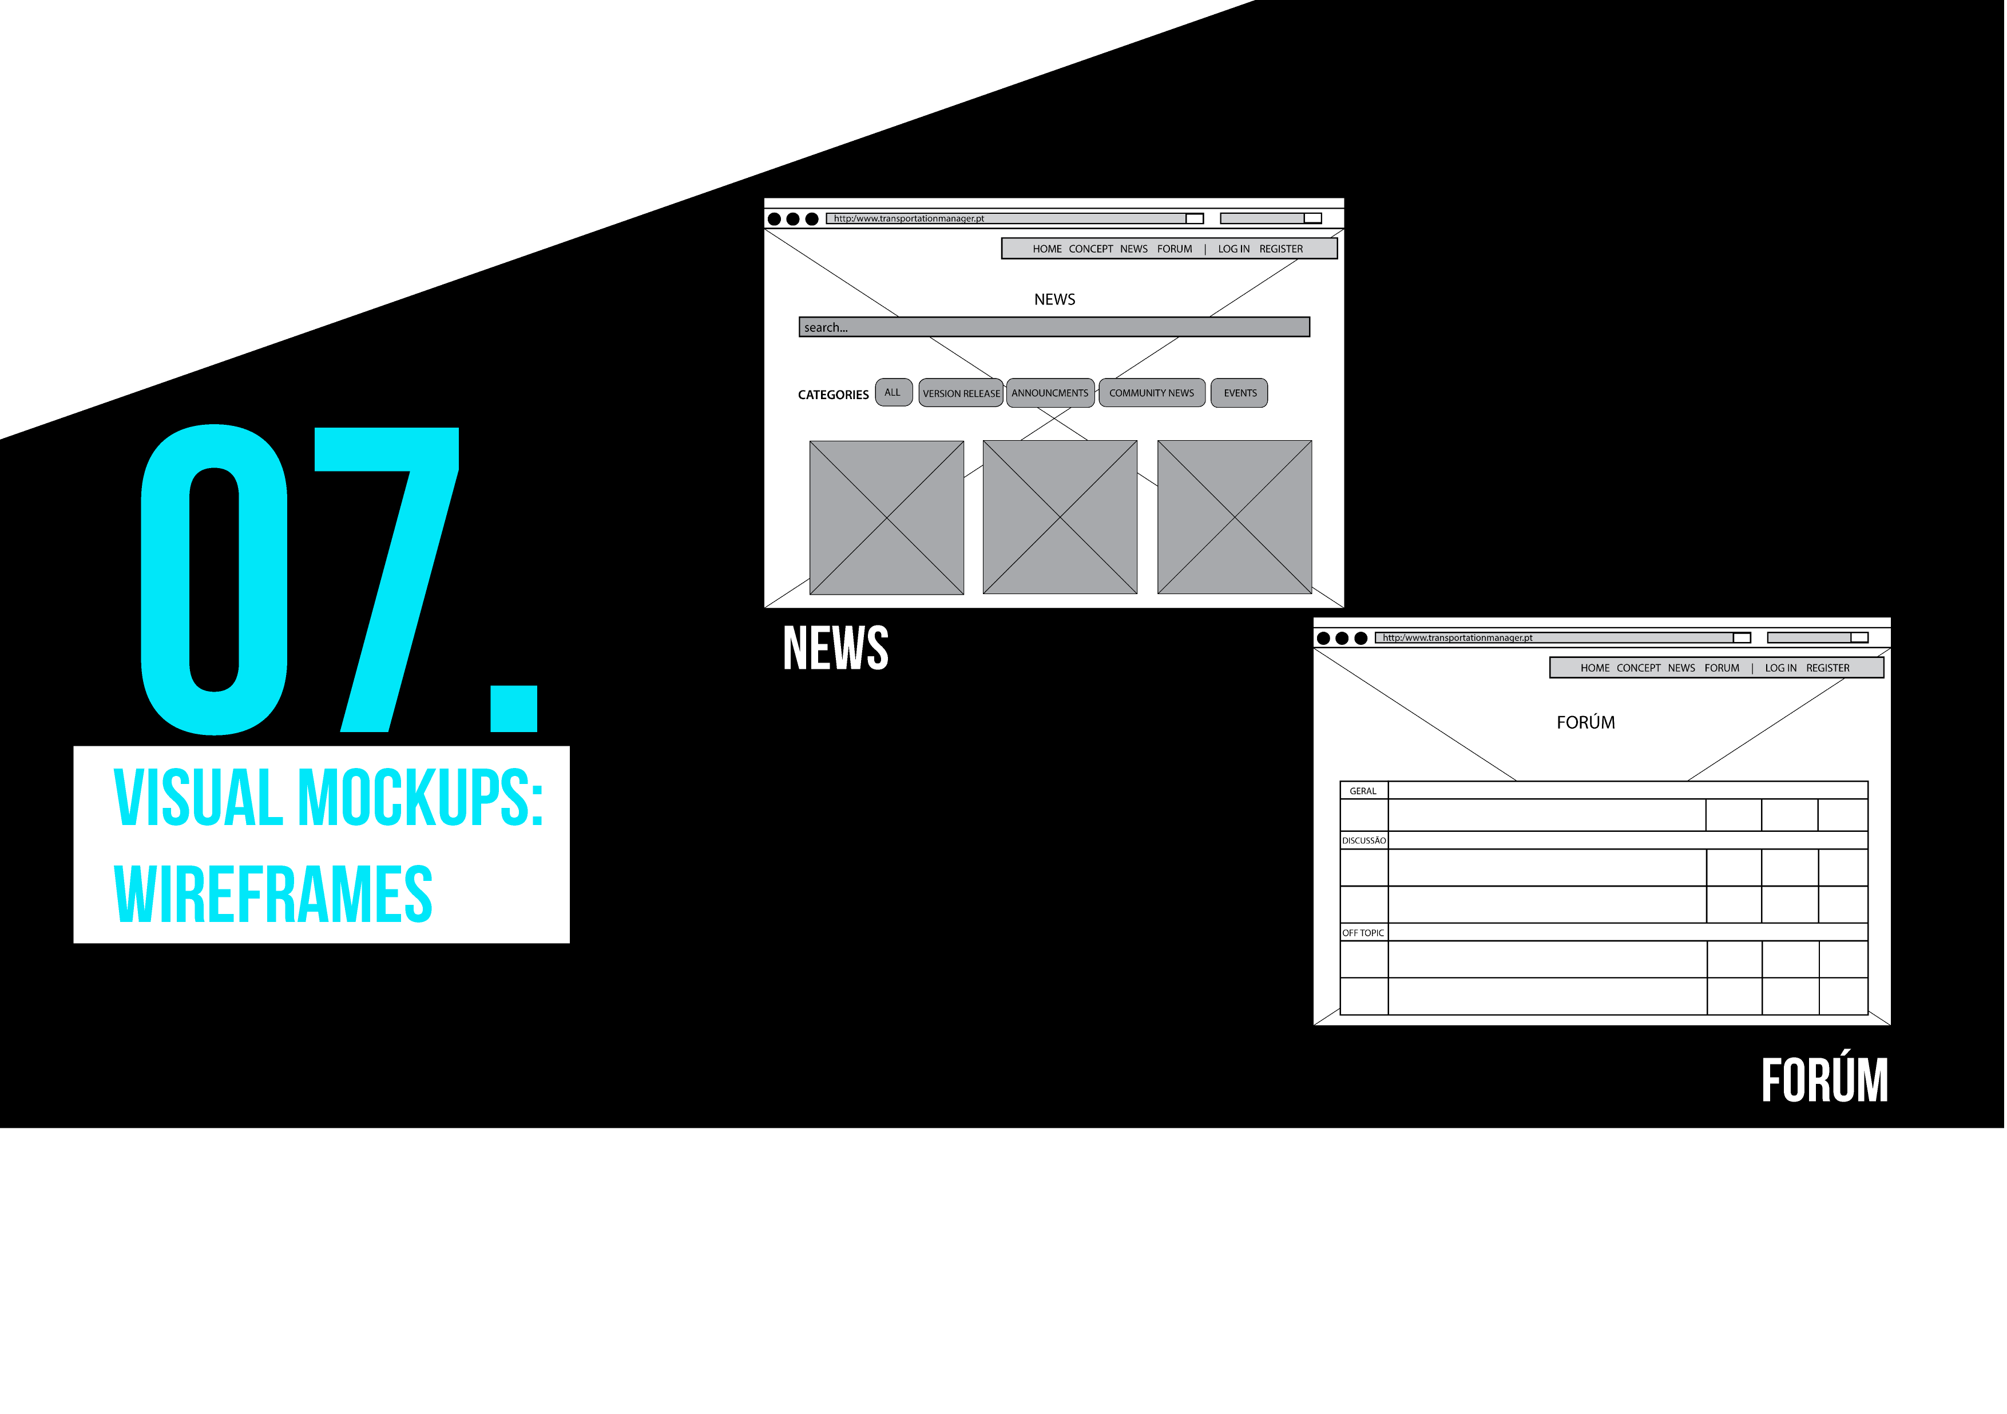 07.
VISUAL MOCKUPS:
WIREFRAMES
http:/www.transportationmanager.pt
HOME CONCEPT NEWS FORUM | LOG IN REGISTER
NEWS
search...
CATEGORIES ALL VERSION RELEASE ANNOUNCMENTS COMMUNITY NEWS EVENTS
NEWS
http:/www.transportationmanager.pt
HOME CONCEPT NEWS FORUM | LOG IN REGISTER
FORÚM
GERAL
DISCUSSÃO
OFF TOPIC
FORÚM